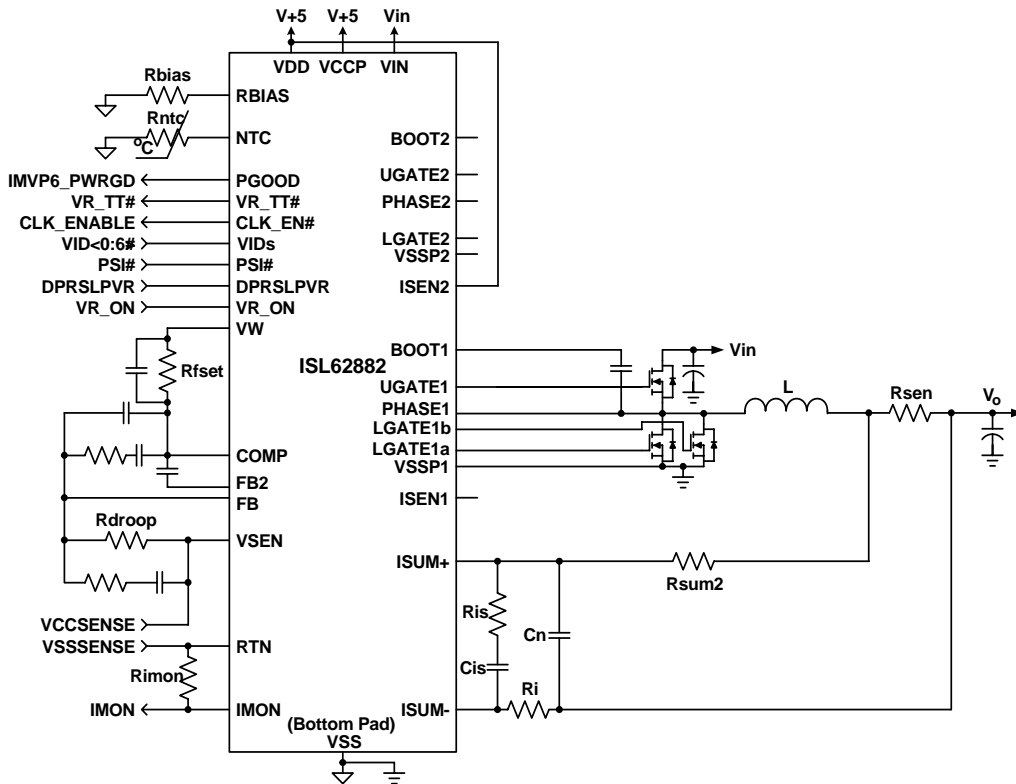 V+5 V+5 Vin
VDD VCCP VIN
Rbias
RBIAS
Rntc
NTC
°C
BOOT2
UGATE2
PHASE2
LGATE2
VSSP2
ISEN2
IMVP6_PWRGD PGOOD
VR_TT# VR_TT#
CLK_ENABLE CLK_EN#
VID<0:6# VIDs
PSI# PSI#
DPRSLPVR DPRSLPVR
VR_ON VR_ON
VW
ISL62882
Rfset
BOOT1
Vin
UGATE1
PHASE1
L
Rsen
Vo
LGATE1b
LGATE1a
VSSP1
COMP
FB2
FB
ISEN1
Rdroop
VSEN
ISUM+
Rsum2
Ris
Cn
Cis
Ri
VCCSENSE
VSSSENSE RTN
Rimon
IMON IMON
ISUM-
(Bottom Pad)
VSS